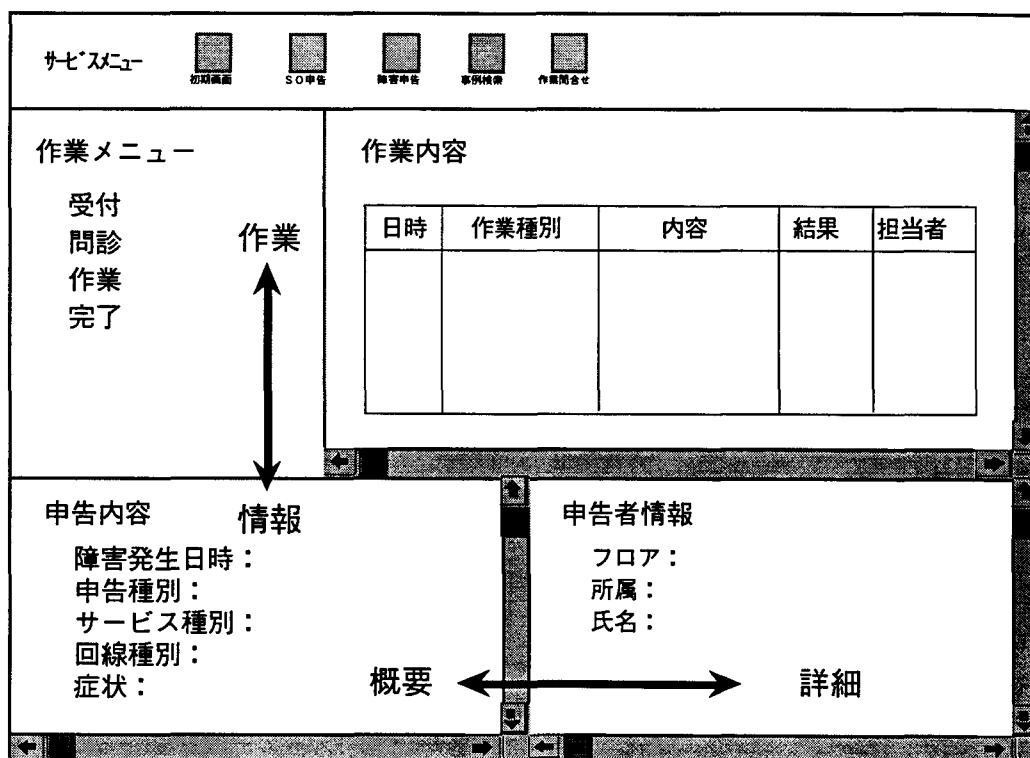 サービスメニュー
初期画面
SO申告
障害申告
事例検索
作業問合せ
作業メニュー
受付
問診
作業
完了
作業
作業内容
日時 作業種別 内容 結果 担当者
申告内容
情報
障害発生日時：
申告種別：
サービス種別：
回線種別：
症状：
概要
申告者情報
フロア：
所属：
氏名：
詳細